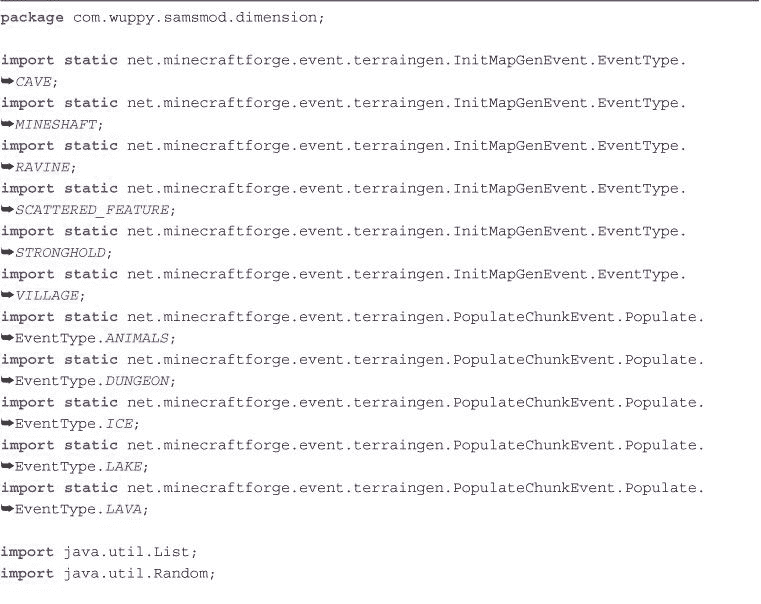 package com.wuppy.samsmod.dimension;
import static net.minecraftforge.event.terraingen.InitMapGenEvent.EventType.
➥CAVE;
import static net.minecraftforge.event.terraingen.InitMapGenEvent.EventType.
➥MINESHAFT;
import static net.minecraftforge.event.terraingen.InitMapGenEvent.EventType.
➥RAVINE;
import static net.minecraftforge.event.terraingen.InitMapGenEvent.EventType.
➥SCATTERED_FEATURE;
import static net.minecraftforge.event.terraingen.InitMapGenEvent.EventType.
➥STRONGHOLD;
import static net.minecraftforge.event.terraingen.InitMapGenEvent.EventType.
➥VILLAGE;
import static net.minecraftforge.event.terraingen.PopulateChunkEvent.Populate.
➥EventType.ANIMALS;
import static net.minecraftforge.event.terraingen.PopulateChunkEvent.Populate.
➥EventType.DUNGEON;
import static net.minecraftforge.event.terraingen.PopulateChunkEvent.Populate.
➥EventType.ICE;
import static net.minecraftforge.event.terraingen.PopulateChunkEvent.Populate.
➥EventType.LAKE;
import static net.minecraftforge.event.terraingen.PopulateChunkEvent.Populate.
➥EventType.LAVA;
import java.util.List;
import java.util.Random;